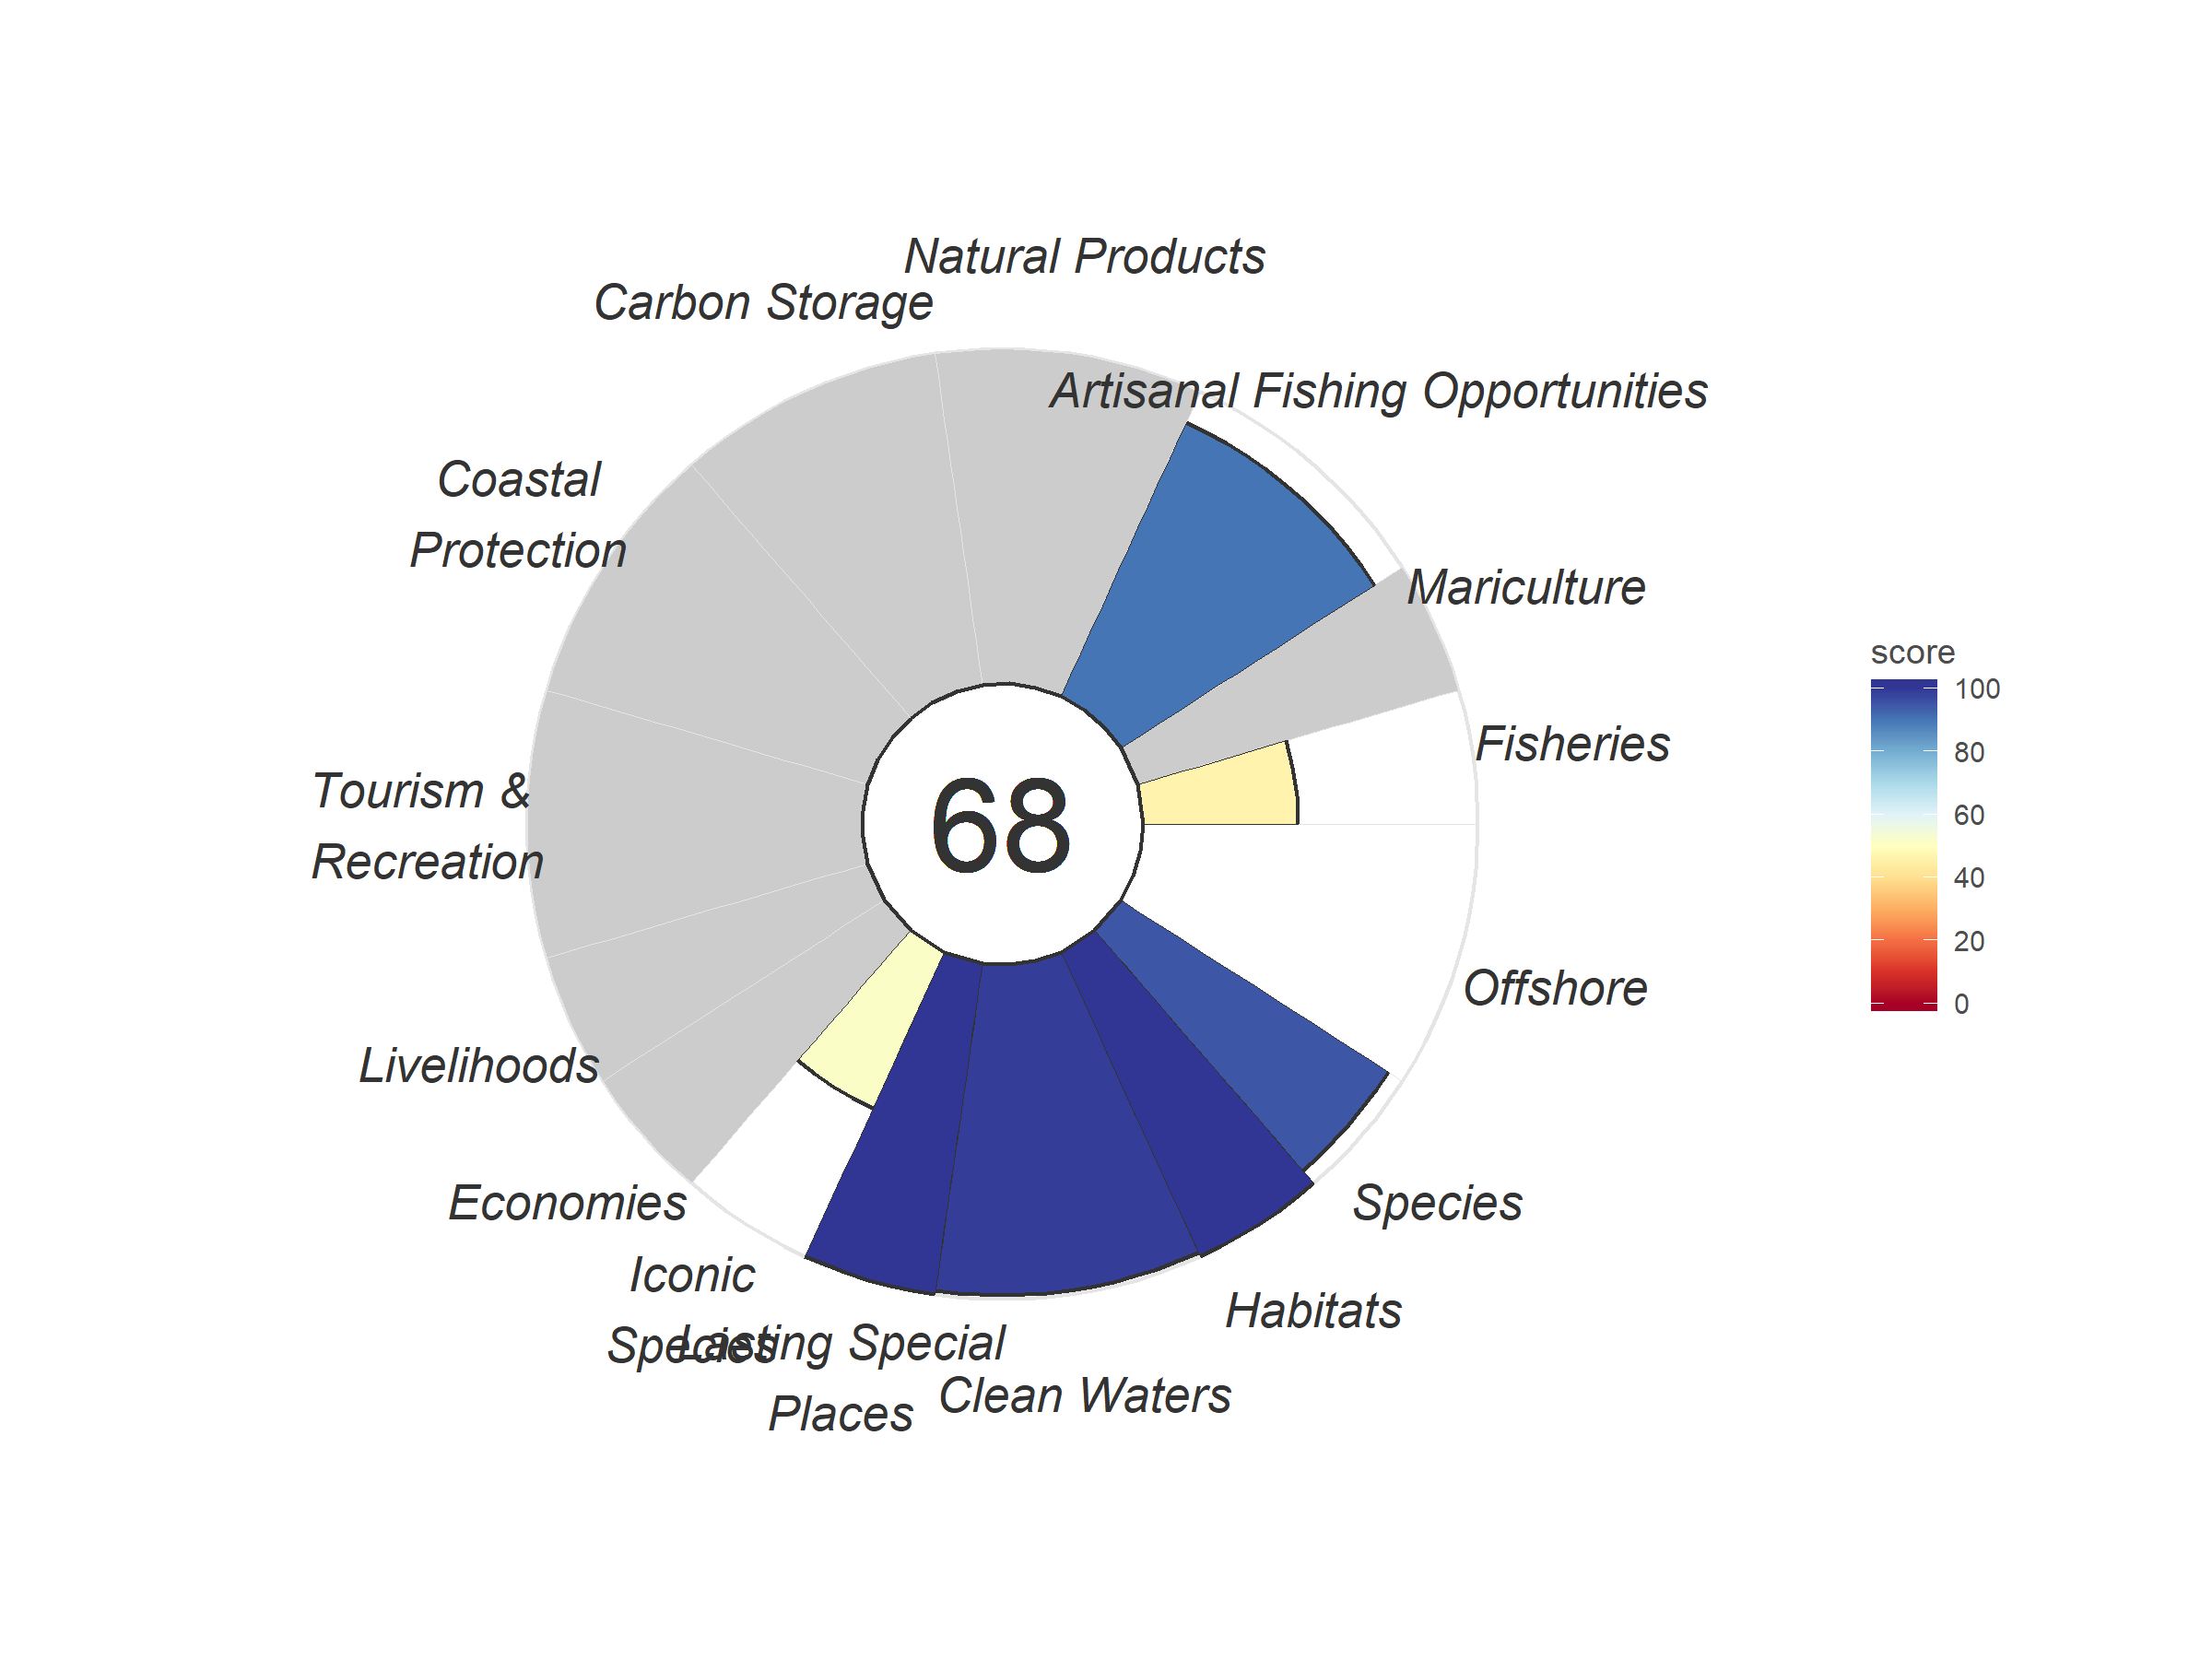 Natural Products
Carbon Storage
Artisanal Fishing Opportunities
Coastal
Protection
Mariculture
Fisheries
Tourism &
Recreation
68
Offshore
Livelihoods
Economies
Species
Iconic
Species
Habitats
Lasting Special
Places
Clean Waters
score
100
80
60
40
20
0